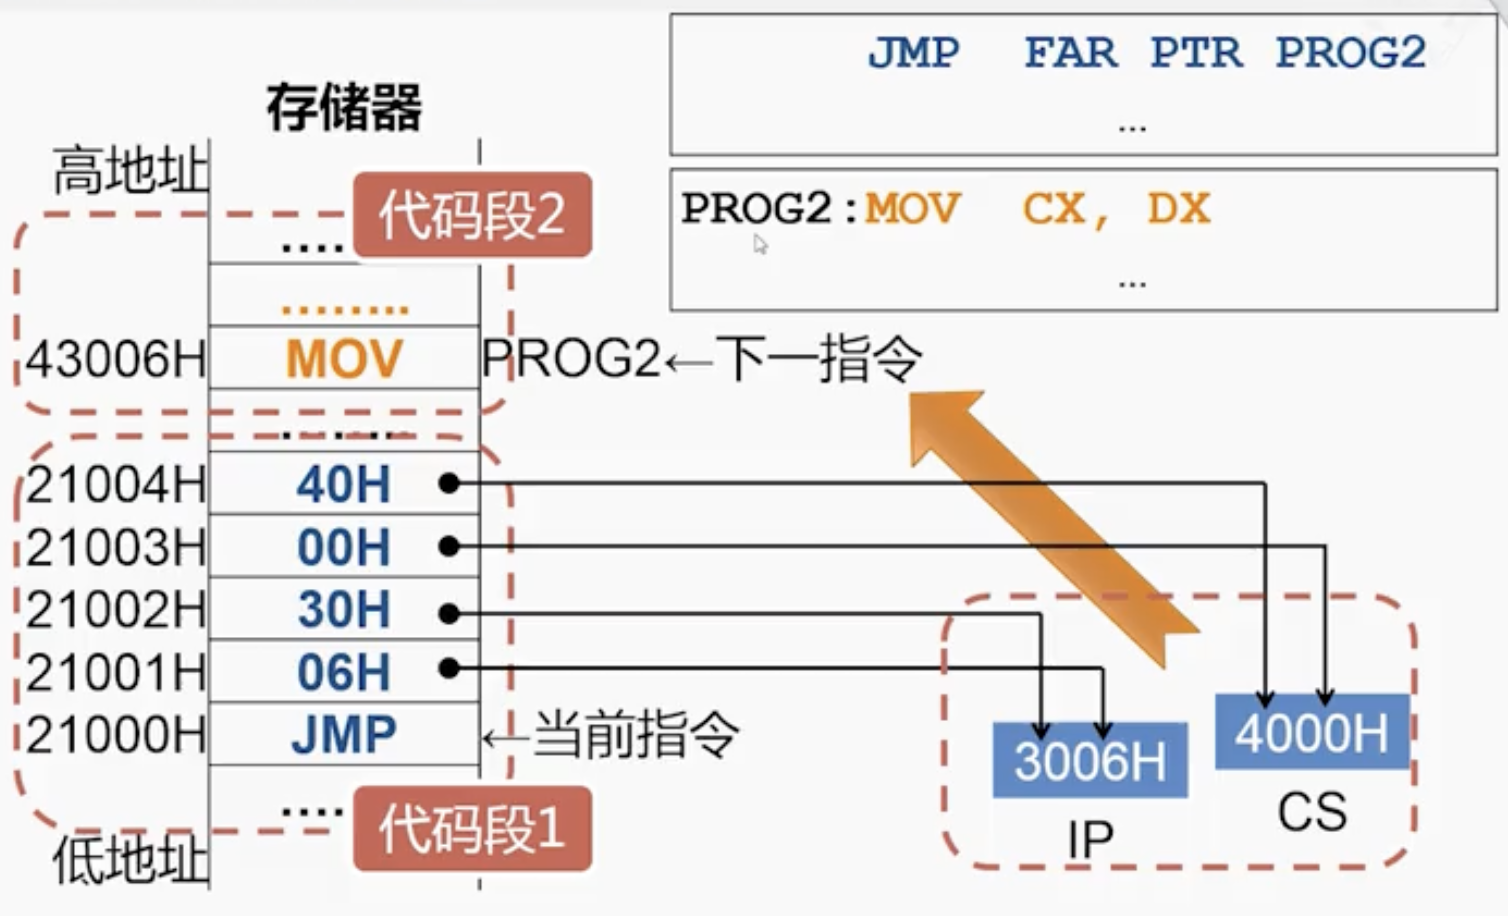 JMP FAR PTR PROG2
...
PROG2:MOV CX, DX
...
存储器
高地址
代码段2
....
........
43006H MOV PROG2←下一指令
........
21004H 40H
21003H 00H
21002H 30H
21001H 06H
21000H JMP ←当前指令
....
代码段1
低地址
3006H
IP
4000H
CS